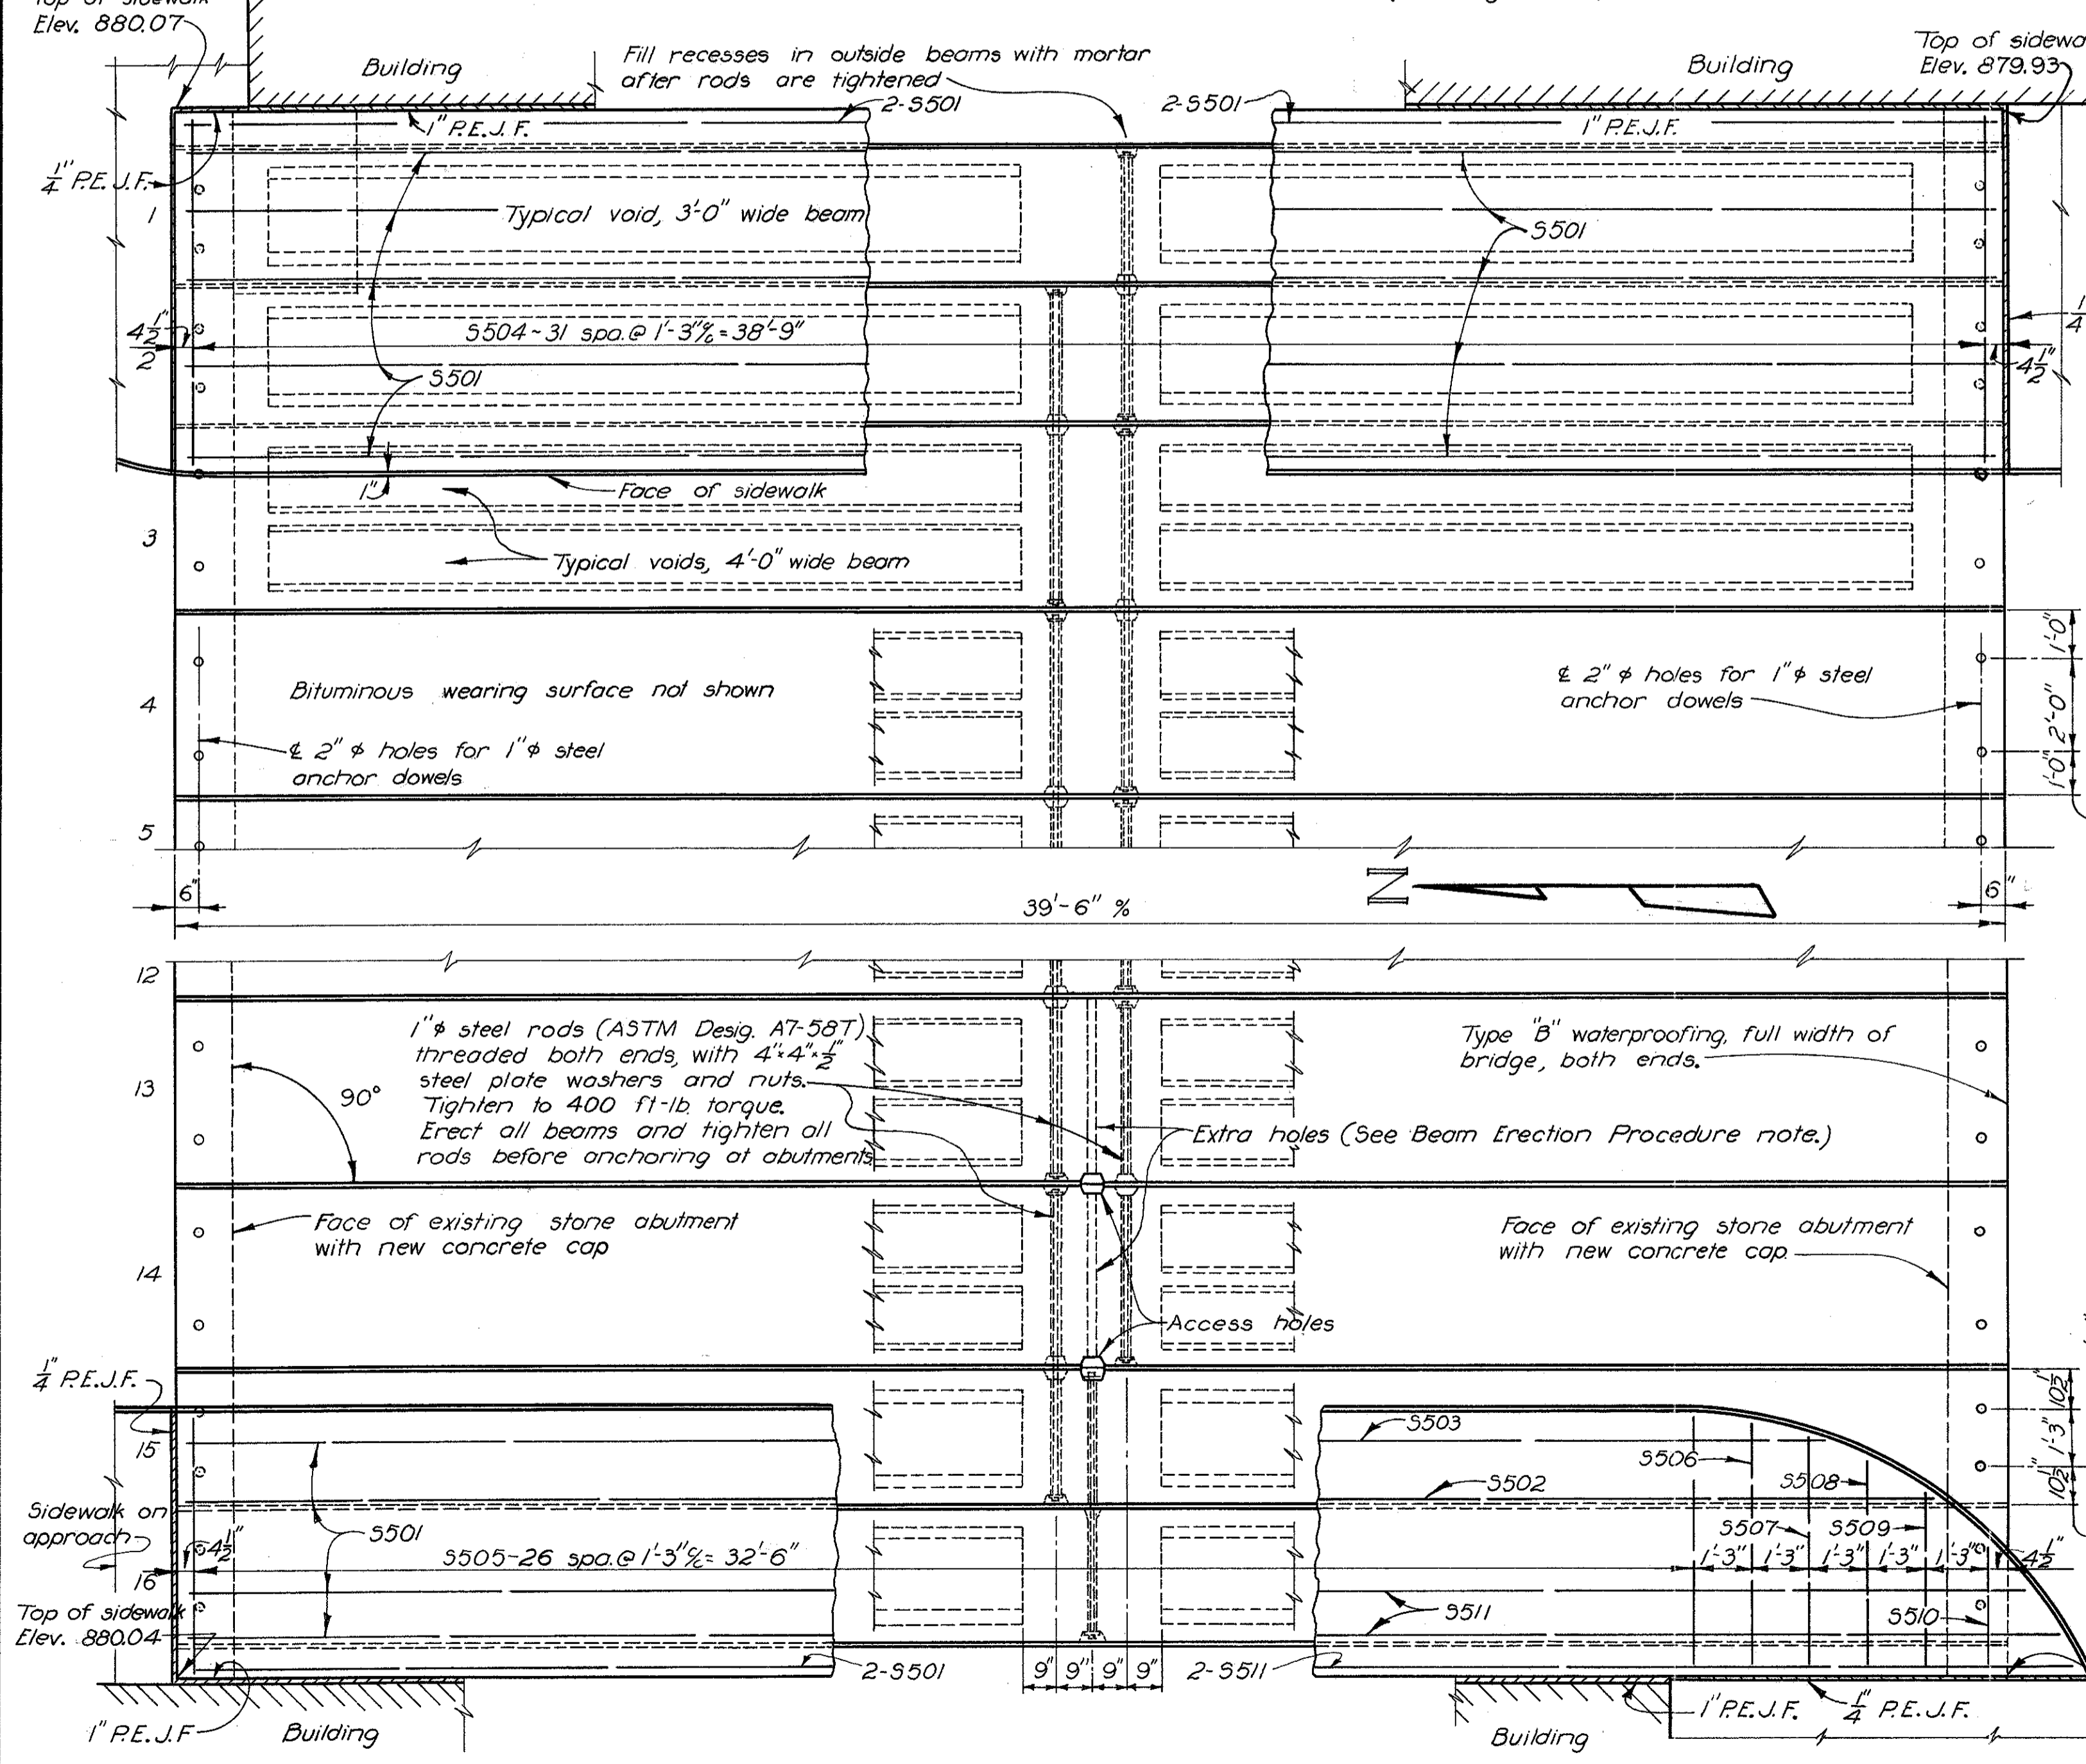 Elev. 880.07
Building
Fill recesses in outside beams with mortar
after rods are tightened
Building
Elev. 879.93
2-S501
2-S501
1" P.E.J.F.
1" P.E.J.F.
1/4" P.E.J.F.
1
Typical void, 3'-0" wide beam
S501
4 1/2"
S504~31 spa. @ 1'-3" c/c = 38'-9"
2
S501
4 1/2"
1"
Face of sidewalk
3
Typical voids, 4'-0" wide beam
1'-0"
2'-0"
1'-0"
4
Bituminous wearing surface not shown
℄ 2" φ holes for 1" φ steel
anchor dowels
℄ 2" φ holes for 1" φ steel
anchor dowels
5
6"
39'-6" %
N
6"
12
1" φ steel rods (ASTM Desig. A7-58T)
threaded both ends, with 4"x4"x1/2"
steel plate washers and nuts.
Tighten to 400 ft-lb. torque.
Erect all beams and tighten all
rods before anchoring at abutments
Type "B" waterproofing, full width of
bridge, both ends.
13
90°
Extra holes (See Beam Erection Procedure note.)
Face of existing stone abutment
with new concrete cap
Face of existing stone abutment
with new concrete cap.
14
Access holes
1/4" P.E.J.F.
10 1/2"
1'-3"
10 1/2"
15
S503
S506
S502
S508
Sidewalk on
approach
S501
S507
S509
4 1/2"
S505-26 spa. @ 1'-3" c/c = 32'-6"
1'-3"
1'-3"
1'-3"
1'-3"
1'-3"
4 1/2"
16
Top of sidewalk
Elev. 880.04
S511
S510
2-S501
9"
9"
9"
9"
2-S511
1" P.E.J.F
Building
1" P.E.J.F.
1/4" P.E.J.F.
Building